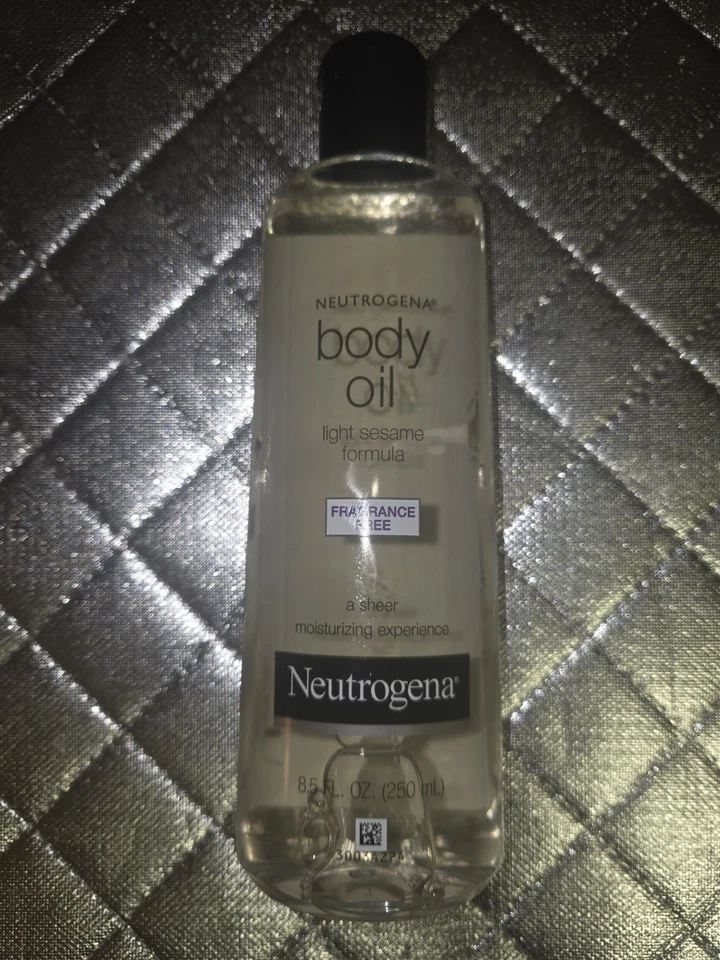 NEUTROGENA®
body
oil
light sesame
formula
FRAGRANCE
FREE
a sheer
moisturizing experience
Neutrogena®
8.5 FL. OZ. (250 mL)